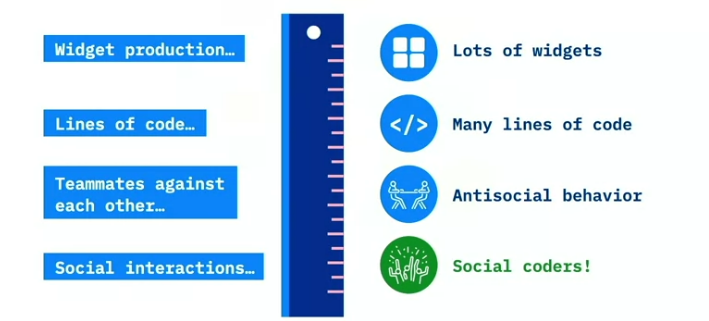 Widget production…
Lots of widgets
Lines of code…
</>
Many lines of code
Teammates against
each other…
Antisocial behavior
Social interactions…
Social coders!